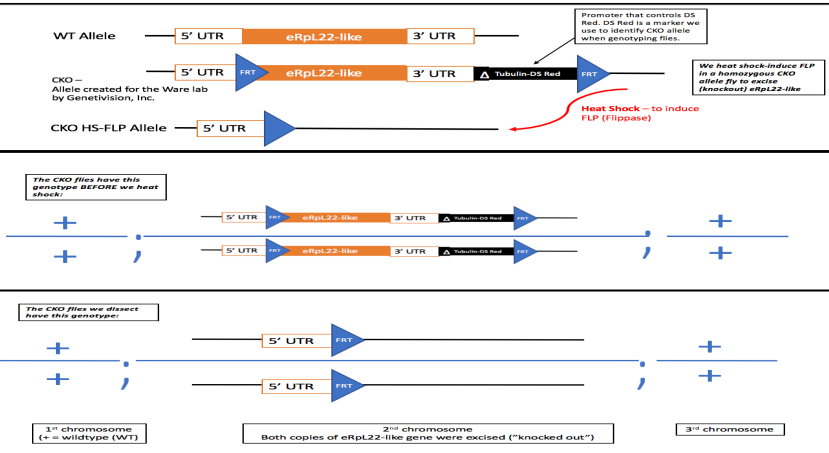 Promoter that controls DS
Red. DS Red is a marker we
use to identify CKO allele
when genotyping flies.
WT Allele
5’ UTR eRpL22-like 3’ UTR
CKO –
Allele created for the Ware lab
by Genetivision, Inc.
5’ UTR FRT eRpL22-like 3’ UTR Δ Tubulin-DS Red FRT
We heat shock-induce FLP
in a homozygous CKO
allele fly to excise
(knockout) eRpL22-like
Heat Shock – to induce
FLP (Flippase)
CKO HS-FLP Allele
5’ UTR
The CKO flies have this
genotype BEFORE we heat
shock:
+
+
;
5’ UTR FRT eRpL22-like 3’ UTR Δ Tubulin-DS Red FRT
5’ UTR FRT eRpL22-like 3’ UTR Δ Tubulin-DS Red FRT
;
+
+
The CKO flies we dissect
have this genotype:
+
+
;
5’ UTR FRT
5’ UTR FRT
;
+
+
1st chromosome
(+ = wildtype (WT)
2nd chromosome
Both copies of eRpL22-like gene were excised (”knocked out”)
3rd chromosome